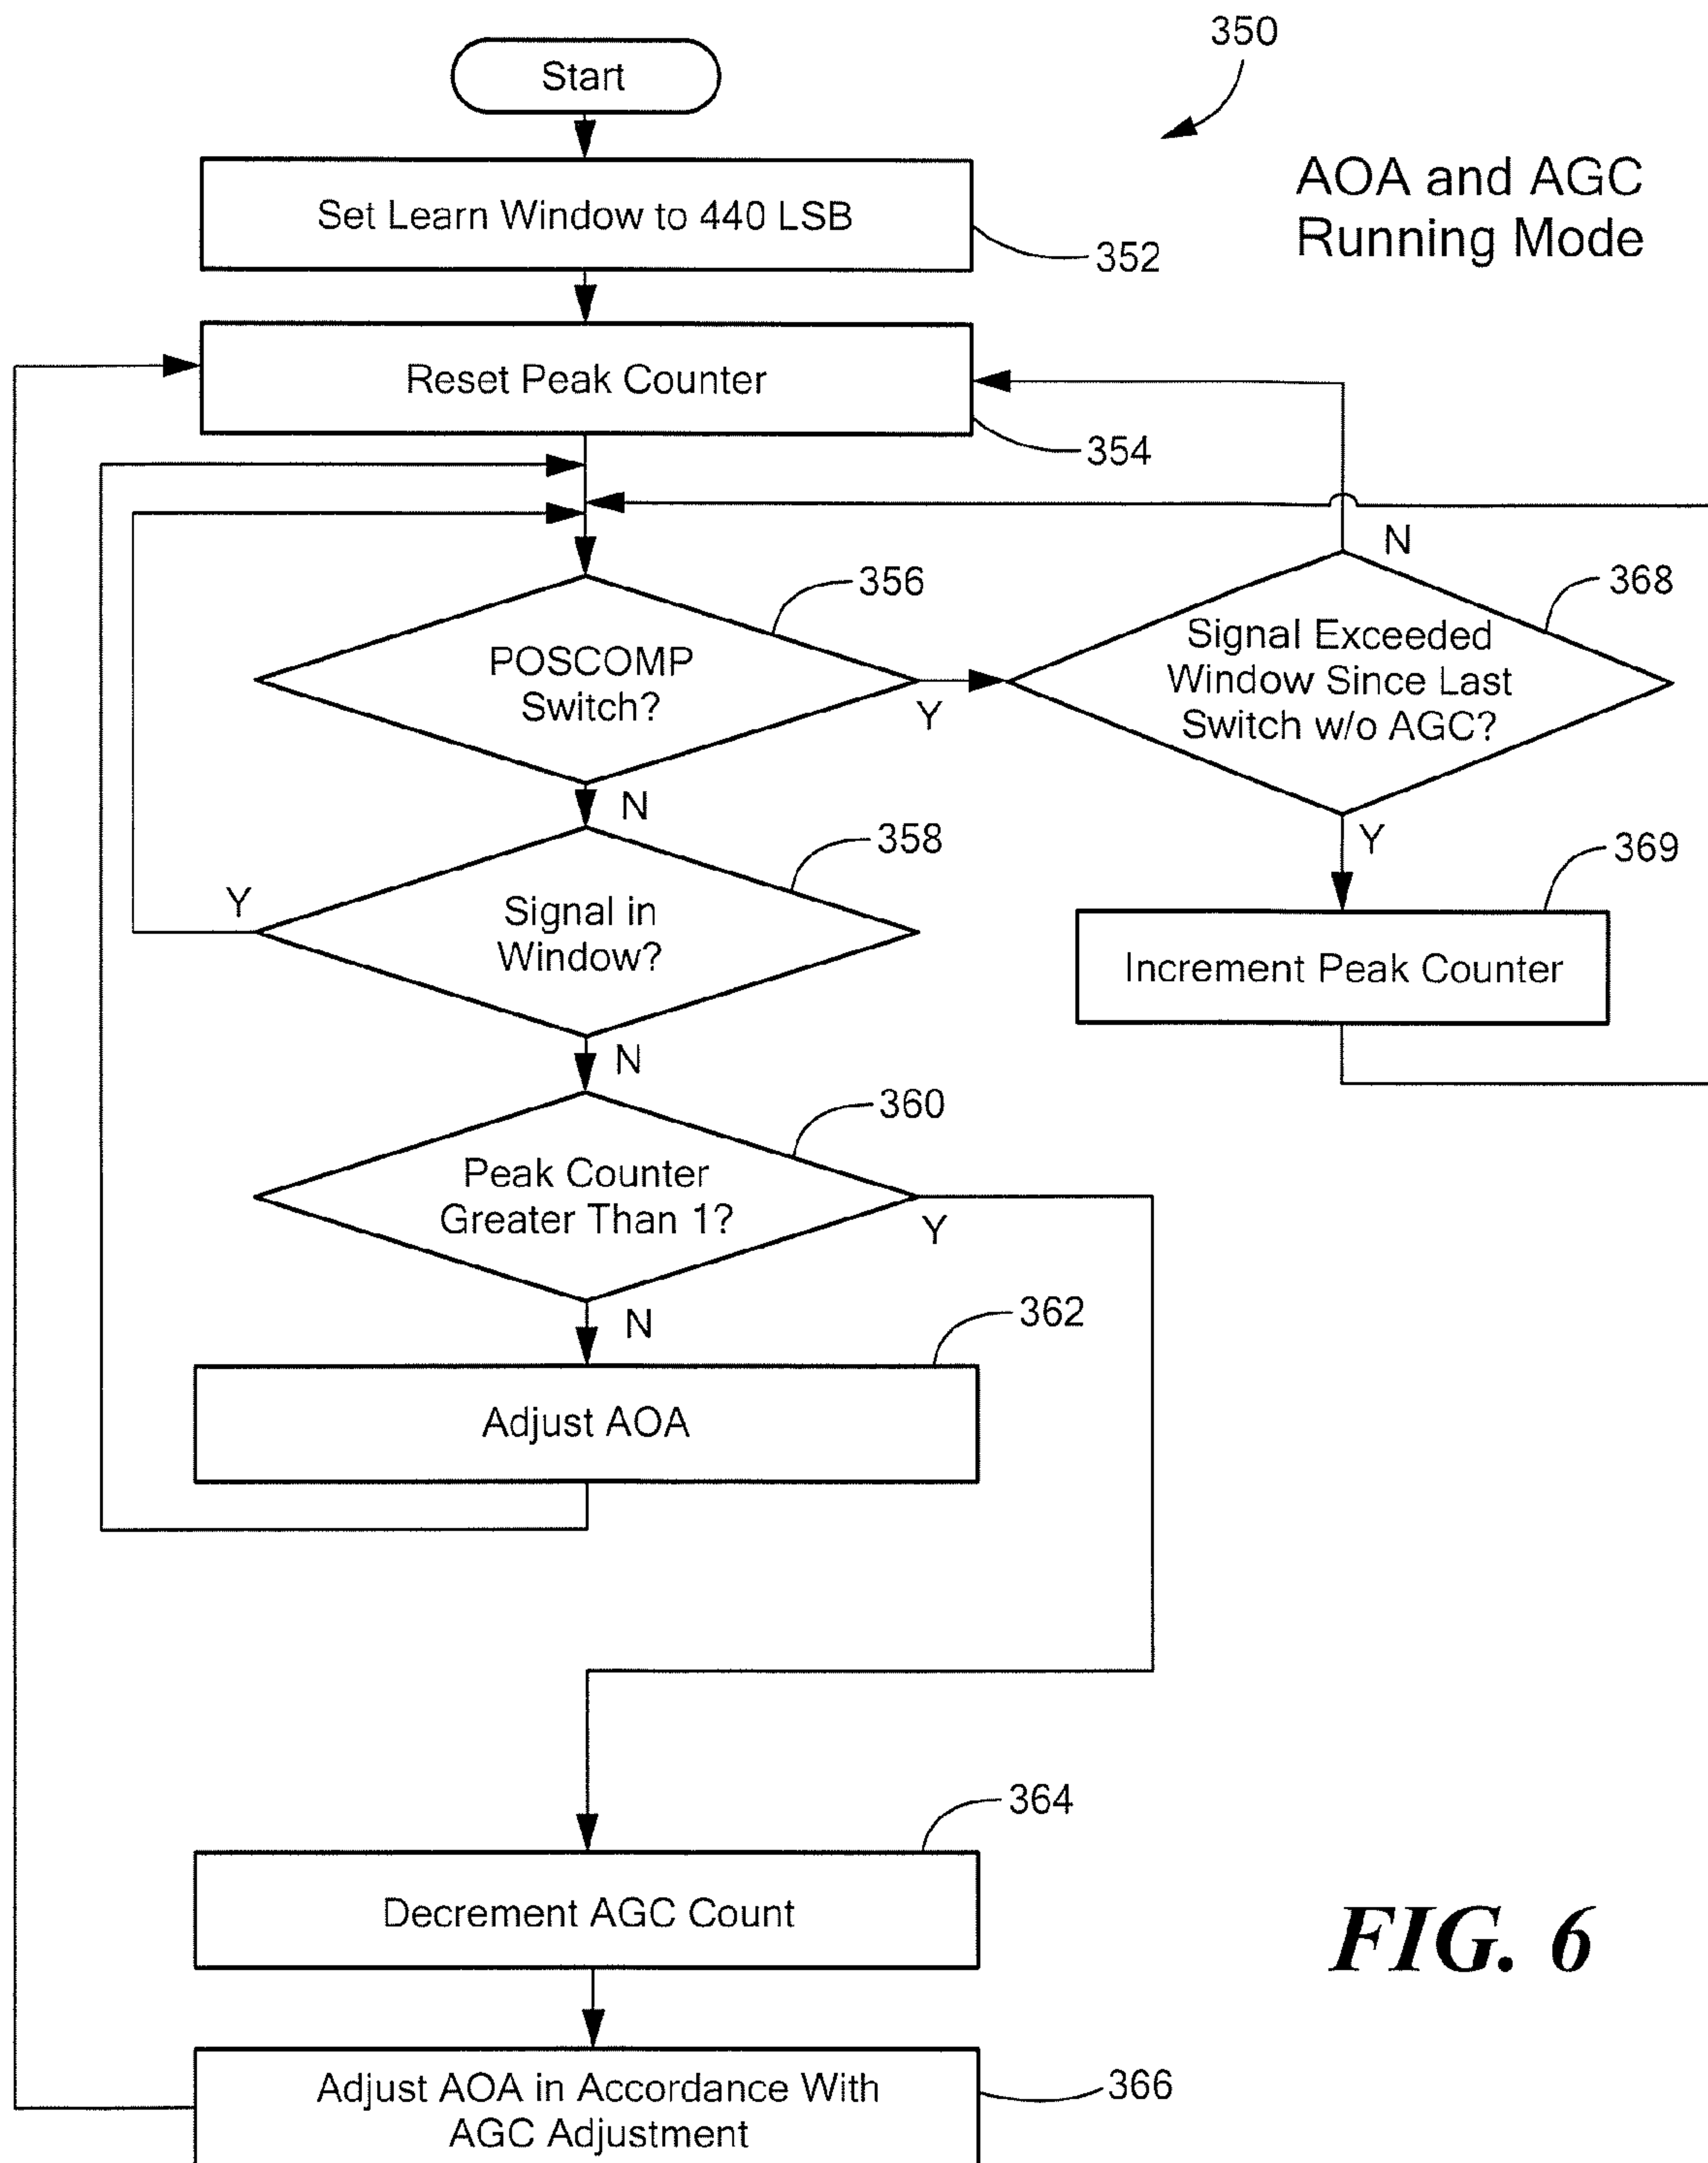 350
Start
AOA and AGC
Running Mode
Set Learn Window to 440 LSB
352
Reset Peak Counter
354
N
356
368
POSCOMP
Switch?
Y
Signal Exceeded
Window Since Last
Switch w/o AGC?
N
Y
358
369
Y
Signal in
Window?
Increment Peak Counter
N
360
Peak Counter
Greater Than 1?
Y
N
362
Adjust AOA
364
Decrement AGC Count
FIG. 6
Adjust AOA in Accordance With
AGC Adjustment
366